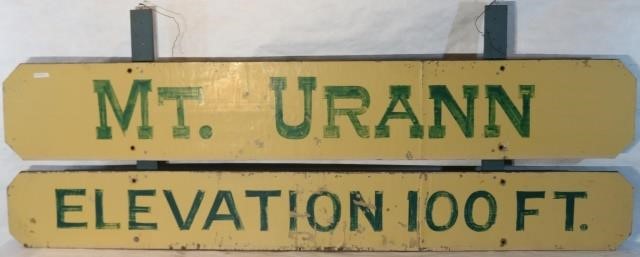 MT. URANN
ELEVATION 100 FT.